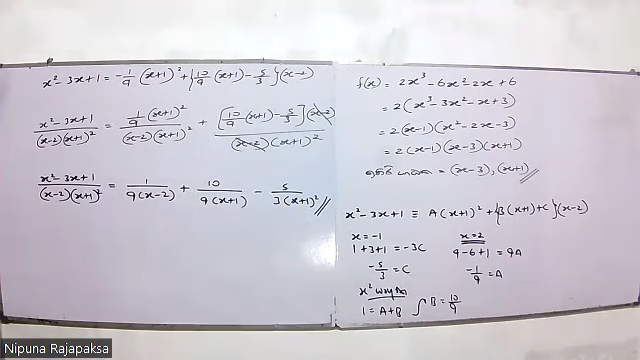 x² - 3x + 1 = -1/9 (x+1)² + {10/9 (x+1) - 5/3}(x-2)
x² - 3x + 1 / (x-2)(x+1)² = 1/9 (x+1)² / (x-2)(x+1)² + [10/9 (x+1) - 5/3](x-2) / (x-2)(x+1)²
x² - 3x + 1 / (x-2)(x+1)² = 1 / 9(x-2) + 10 / 9(x+1) - 5 / 3(x+1)²
f(x) = 2x³ - 6x² - 2x + 6
= 2(x³ - 3x² - x + 3)
= 2(x-1)(x² - 2x - 3)
= 2(x-1)(x-3)(x+1)
= (x-3), (x+1)
x² - 3x + 1 ≡ A(x+1)² + {B(x+1) + C}(x-2)
x = -1
1 + 3 + 1 = -3C
-5/3 = C
x = 2
4 - 6 + 1 = 9A
-1/9 = A
x²
1 = A + B
B = 10/9
Nipuna Rajapaksa